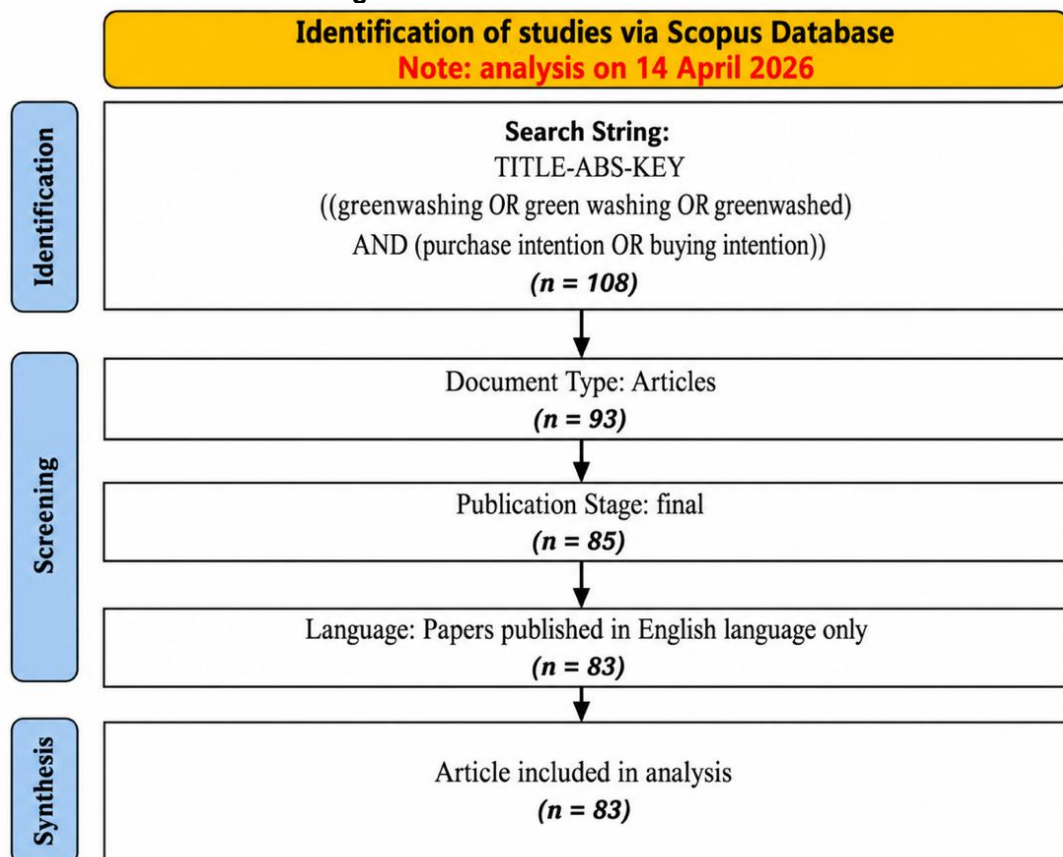 Identification of studies via Scopus Database
Note: analysis on 14 April 2026
Identification
Search String:
TITLE-ABS-KEY
((greenwashing OR green washing OR greenwashed)
AND (purchase intention OR buying intention))
(n = 108)
Screening
Document Type: Articles
(n = 93)
Publication Stage: final
(n = 85)
Language: Papers published in English language only
(n = 83)
Synthesis
Article included in analysis
(n = 83)